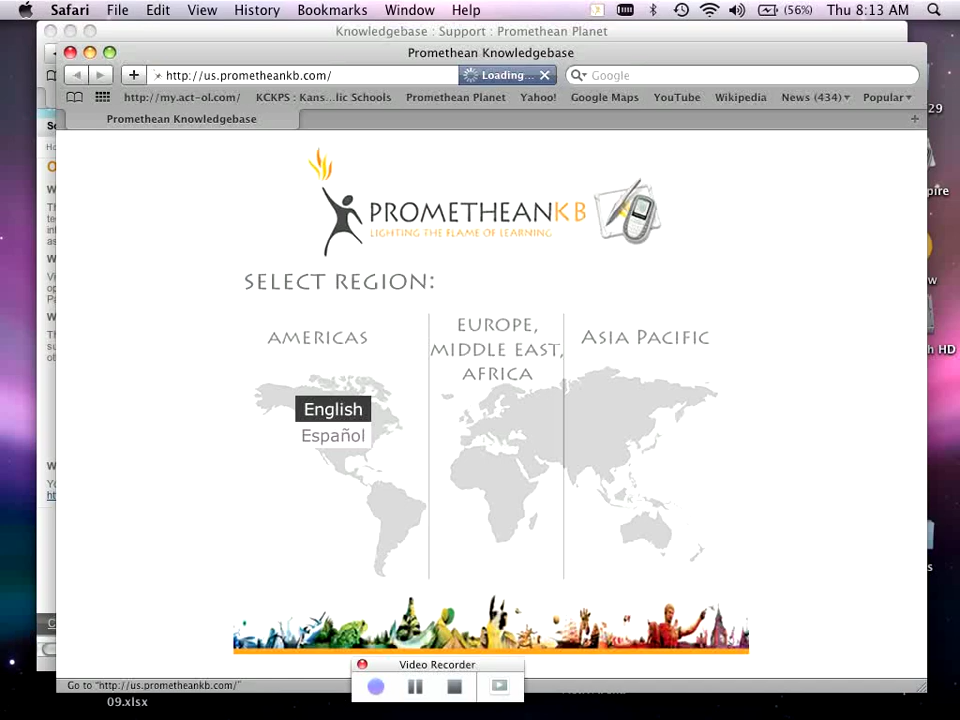 Safari File Edit View History Bookmarks Window Help (56%) Thu 8:13 AM
Knowledgebase : Support : Promethean Planet
Promethean Knowledgebase
http://us.prometheankb.com/ Loading... Google
http://my.act-ol.com/ KCKPS : Kans...lic Schools Promethean Planet Yahoo! Google Maps YouTube Wikipedia News (434) Popular
Promethean Knowledgebase
29
PROMETHEANKB
LIGHTING THE FLAME OF LEARNING
SELECT REGION:
AMERICAS
EUROPE,
MIDDLE EAST,
AFRICA
ASIA PACIFIC
English
Español
Go to "http://us.prometheankb.com/"
Video Recorder
09.xlsx